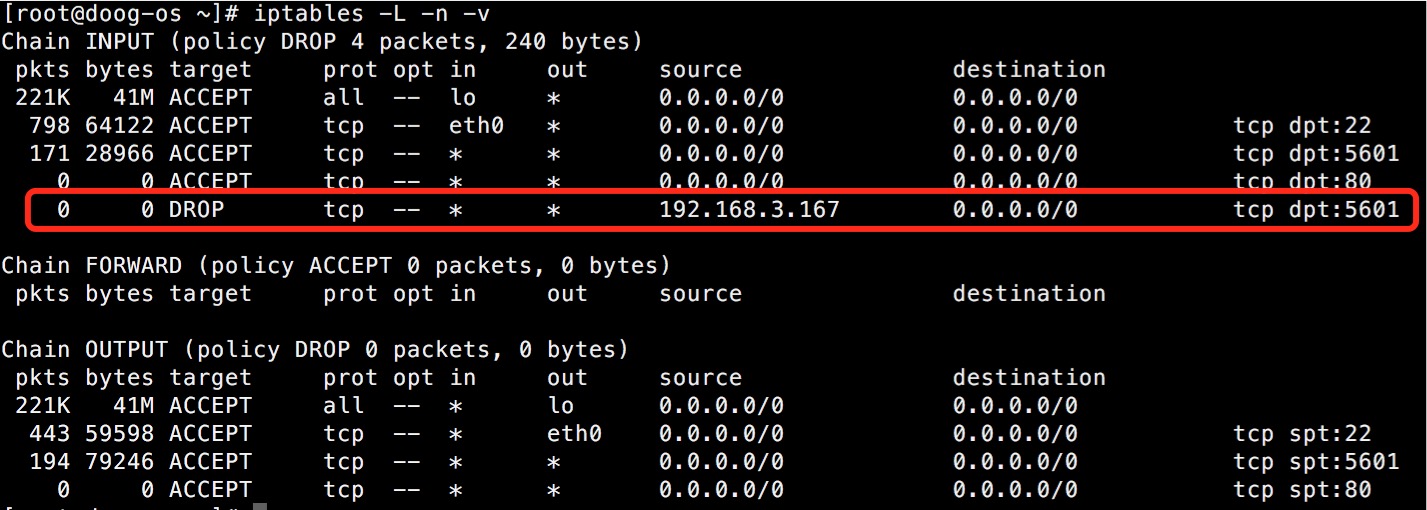 [root@doog-os ~]# iptables -L -n -v
Chain INPUT (policy DROP 4 packets, 240 bytes)
 pkts bytes target     prot opt in     out     source               destination
 221K   41M ACCEPT     all  --  lo     *       0.0.0.0/0            0.0.0.0/0
  798 64122 ACCEPT     tcp  --  eth0   *       0.0.0.0/0            0.0.0.0/0            tcp dpt:22
  171 28966 ACCEPT     tcp  --  *      *       0.0.0.0/0            0.0.0.0/0            tcp dpt:5601
    0     0 ACCEPT     tcp  --  *      *       0.0.0.0/0            0.0.0.0/0            tcp dpt:80
    0     0 DROP       tcp  --  *      *       192.168.3.167        0.0.0.0/0            tcp dpt:5601
Chain FORWARD (policy ACCEPT 0 packets, 0 bytes)
 pkts bytes target     prot opt in     out     source               destination
Chain OUTPUT (policy DROP 0 packets, 0 bytes)
 pkts bytes target     prot opt in     out     source               destination
 221K   41M ACCEPT     all  --  *      lo      0.0.0.0/0            0.0.0.0/0
  443 59598 ACCEPT     tcp  --  *      eth0    0.0.0.0/0            0.0.0.0/0            tcp spt:22
  194 79246 ACCEPT     tcp  --  *      *       0.0.0.0/0            0.0.0.0/0            tcp spt:5601
    0     0 ACCEPT     tcp  --  *      *       0.0.0.0/0            0.0.0.0/0            tcp spt:80